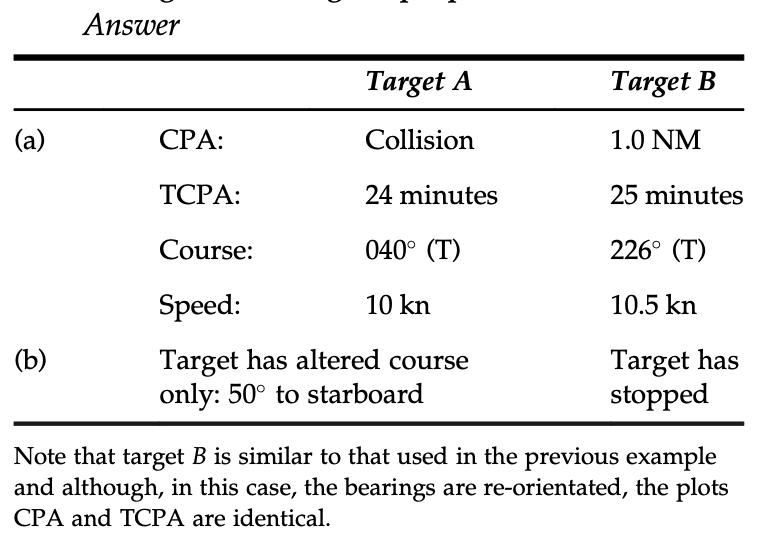 Answer
Target A Target B
(a) CPA: Collision 1.0 NM
TCPA: 24 minutes 25 minutes
Course: 040° (T) 226° (T)
Speed: 10 kn 10.5 kn
(b) Target has altered course Target has
only: 50° to starboard stopped
Note that target B is similar to that used in the previous example
and although, in this case, the bearings are re-orientated, the plots
CPA and TCPA are identical.